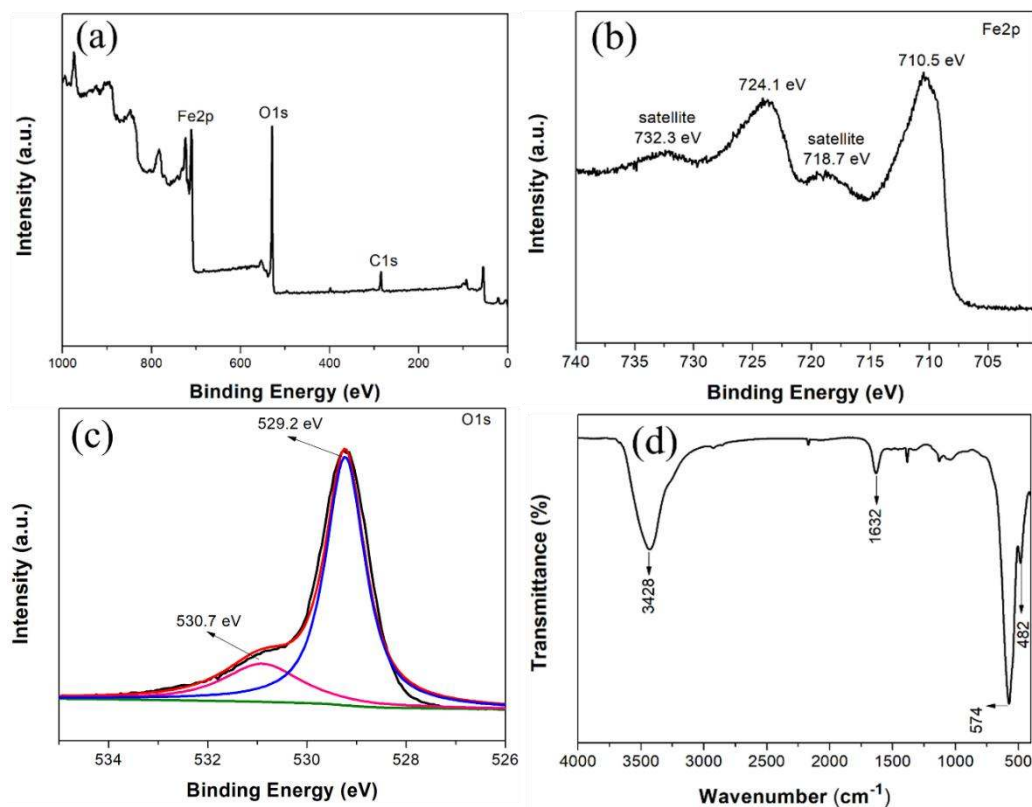 (a)
Fe2p
O1s
C1s
Intensity (a.u.)
1000 800 600 400 200 0
Binding Energy (eV)
(b)
Fe2p
710.5 eV
724.1 eV
satellite
732.3 eV
satellite
718.7 eV
Intensity (a.u.)
740 735 730 725 720 715 710 705
Binding Energy (eV)
(c)
O1s
529.2 eV
530.7 eV
Intensity (a.u.)
534 532 530 528 526
Binding Energy (eV)
(d)
1632
3428
482
574
Transmittance (%)
4000 3500 3000 2500 2000 1500 1000 500
Wavenumber (cm⁻¹)